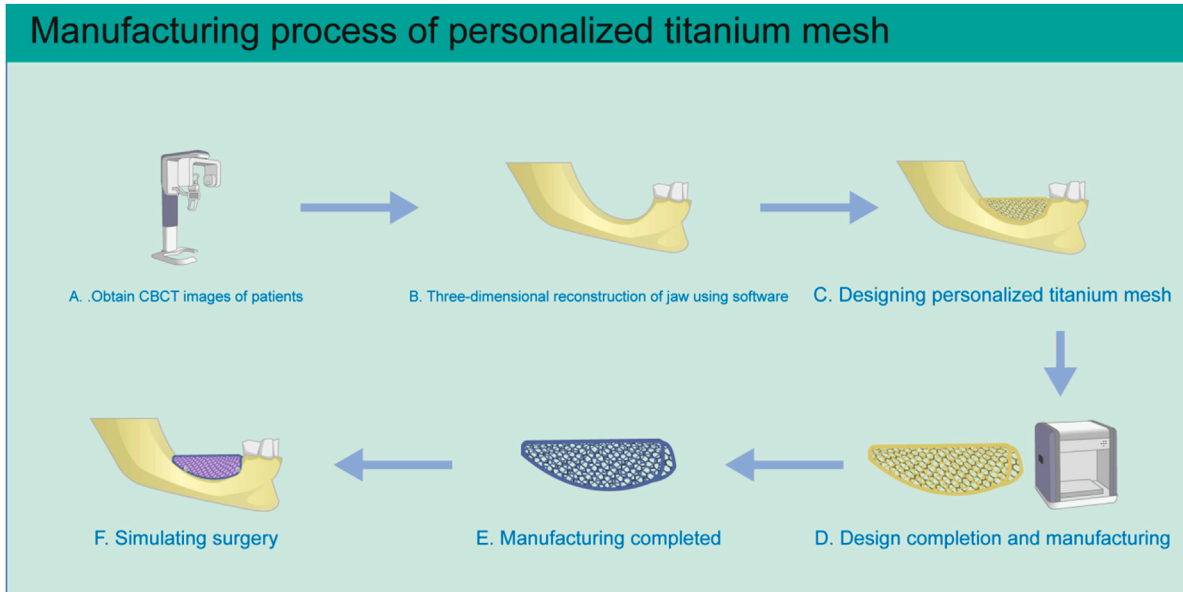 Manufacturing process of personalized titanium mesh
A. .Obtain CBCT images of patients
B. Three-dimensional reconstruction of jaw using software
C. Designing personalized titanium mesh
D. Design completion and manufacturing
E. Manufacturing completed
F. Simulating surgery